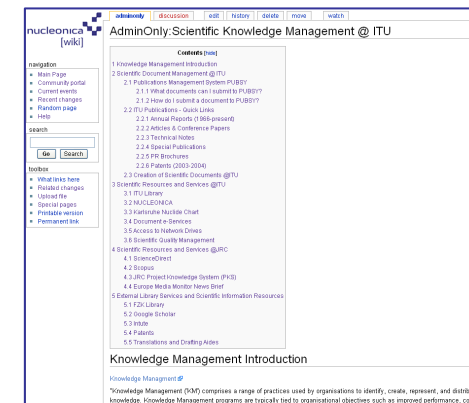 nucleonica
[wiki]
navigation
Main Page
Community portal
Current events
Recent changes
Random page
Help
search
Go Search
toolbox
What links here
Related changes
Upload file
Special pages
Printable version
Permanent link
adminonly discussion edit history delete move watch
AdminOnly:Scientific Knowledge Management @ ITU
Contents [hide]
1 Knowledge Management Introduction
2 Scientific Document Management @ ITU
2.1 Publications Management System PUBSY
2.1.1 What documents can I submit to PUBSY?
2.1.2 How do I submit a document to PUBSY?
2.2 ITU Publications - Quick Links
2.2.1 Annual Reports (1966-present)
2.2.2 Articles & Conference Papers
2.2.3 Technical Notes
2.2.4 Special Publications
2.2.5 PR Brochures
2.2.6 Patents (2003-2004)
2.3 Creation of Scientific Documents @ITU
3 Scientific Resources and Services @ITU
3.1 ITU Library
3.2 NUCLEONICA
3.3 Karlsruhe Nuclide Chart
3.4 Document e-Services
3.5 Access to Network Drives
3.6 Scientific Quality Management
4 Scientific Resources and Services @JRC
4.1 ScienceDirect
4.2 Scopus
4.3 JRC Project Knowledge System (PKS)
4.4 Europe Media Monitor News Brief
5 External Library Services and Scientific Information Resources
5.1 FZK Library
5.2 Google Scholar
5.3 Intute
5.4 Patents
5.5 Translations and Drafting Aides
Knowledge Management Introduction
Knowledge Managment
"Knowledge Management ('KM') comprises a range of practices used by organisations to identify, create, represent, and distrib
knowledge. Knowledge Management programs are typically tied to organisational objectives such as improved performance, co